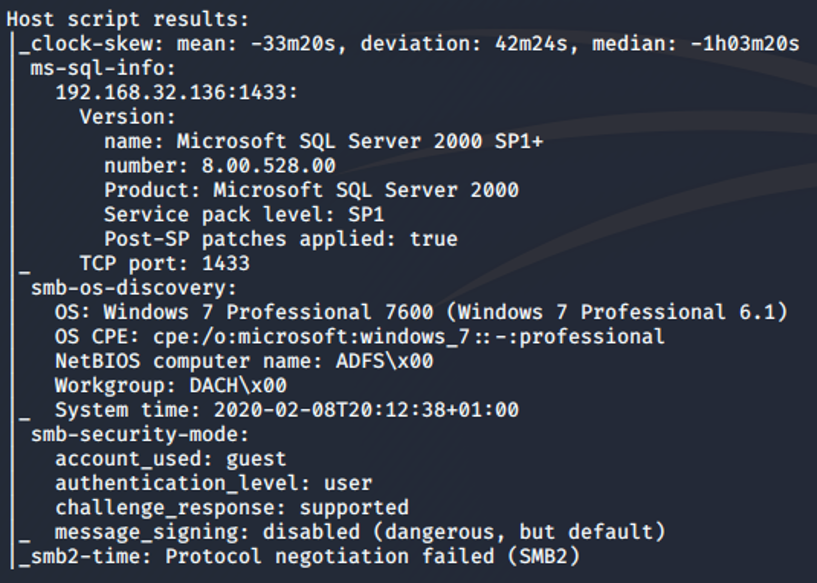 Host script results:
|_clock-skew: mean: -33m20s, deviation: 42m24s, median: -1h03m20s
| ms-sql-info:
|   192.168.32.136:1433:
|     Version:
|       name: Microsoft SQL Server 2000 SP1+
|       number: 8.00.528.00
|       Product: Microsoft SQL Server 2000
|       Service pack level: SP1
|       Post-SP patches applied: true
|_    TCP port: 1433
| smb-os-discovery:
|   OS: Windows 7 Professional 7600 (Windows 7 Professional 6.1)
|   OS CPE: cpe:/o:microsoft:windows_7::-:professional
|   NetBIOS computer name: ADFS\x00
|   Workgroup: DACH\x00
|_  System time: 2020-02-08T20:12:38+01:00
| smb-security-mode:
|   account_used: guest
|   authentication_level: user
|   challenge_response: supported
|_  message_signing: disabled (dangerous, but default)
|_smb2-time: Protocol negotiation failed (SMB2)